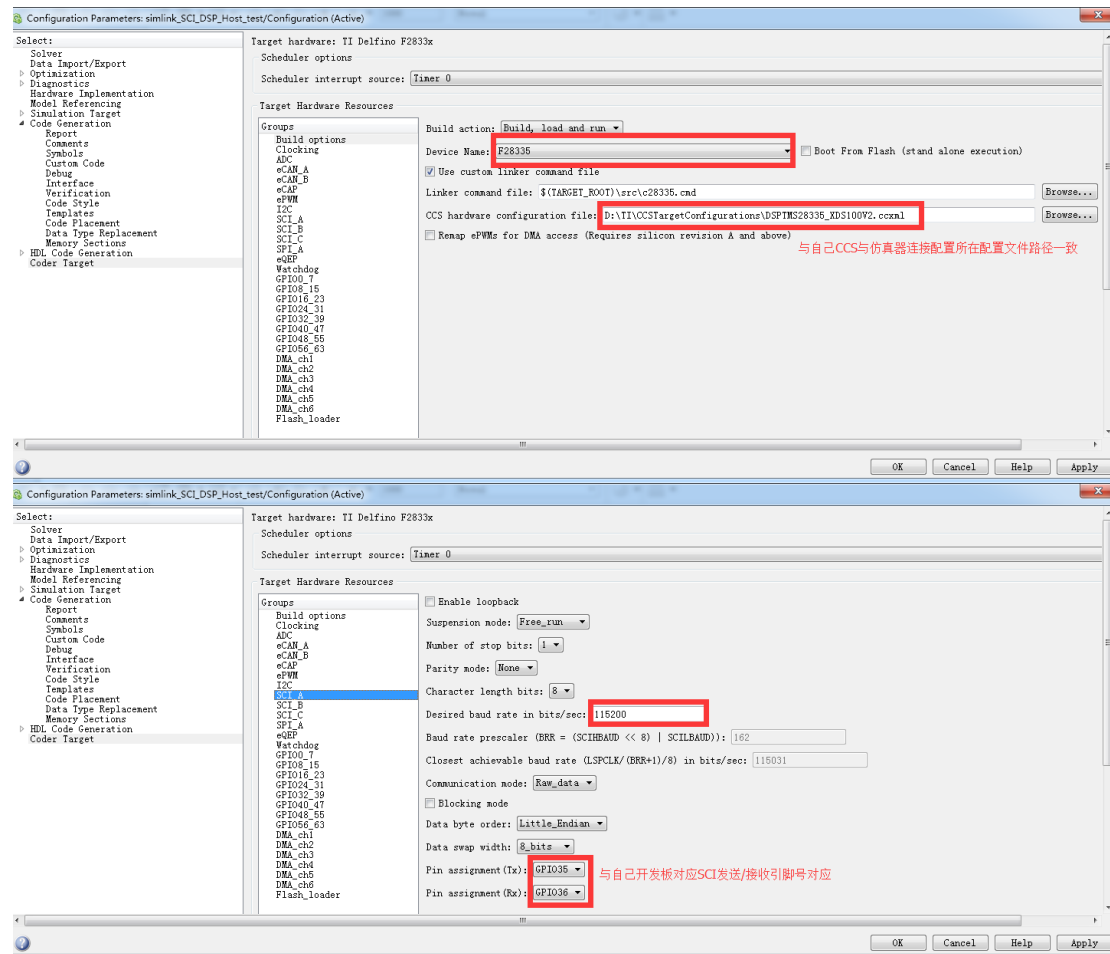 Configuration Parameters: simlink_SCI_DSP_Host_test/Configuration (Active)
Select:
Solver
Data Import/Export
Optimization
Diagnostics
Hardware Implementation
Model Referencing
Simulation Target
Code Generation
Report
Comments
Symbols
Custom Code
Debug
Interface
Verification
Code Style
Templates
Code Placement
Data Type Replacement
Memory Sections
HDL Code Generation
Coder Target
Target hardware: TI Delfino F2833x
Scheduler options
Scheduler interrupt source: Timer 0
Target Hardware Resources
Groups
Build options
Clocking
ADC
eCAN_A
eCAN_B
eCAP
ePWM
I2C
SCI_A
SCI_B
SCI_C
SPI_A
eQEP
Watchdog
GPIO0_7
GPIO8_15
GPIO16_23
GPIO24_31
GPIO32_39
GPIO40_47
GPIO48_55
GPIO56_63
DMA_ch1
DMA_ch2
DMA_ch3
DMA_ch4
DMA_ch5
DMA_ch6
Flash_loader
Build action: Build, load and run
Device Name: F28335 Boot From Flash (stand alone execution)
Use custom linker command file
Linker command file: $(TARGET_ROOT)\src\c28335.cmd Browse...
CCS hardware configuration file: D:\TI\CCSTargetConfigurations\DSPTMS28335_XDS100V2.ccxml Browse...
Remap ePWMs for DMA access (Requires silicon revision A and above)
与自己CCS与仿真器连接配置所在配置文件路径一致
OK Cancel Help Apply
Configuration Parameters: simlink_SCI_DSP_Host_test/Configuration (Active)
Select:
Solver
Data Import/Export
Optimization
Diagnostics
Hardware Implementation
Model Referencing
Simulation Target
Code Generation
Report
Comments
Symbols
Custom Code
Debug
Interface
Verification
Code Style
Templates
Code Placement
Data Type Replacement
Memory Sections
HDL Code Generation
Coder Target
Target hardware: TI Delfino F2833x
Scheduler options
Scheduler interrupt source: Timer 0
Target Hardware Resources
Groups
Build options
Clocking
ADC
eCAN_A
eCAN_B
eCAP
ePWM
I2C
SCI_A
SCI_B
SCI_C
SPI_A
eQEP
Watchdog
GPIO0_7
GPIO8_15
GPIO16_23
GPIO24_31
GPIO32_39
GPIO40_47
GPIO48_55
GPIO56_63
DMA_ch1
DMA_ch2
DMA_ch3
DMA_ch4
DMA_ch5
DMA_ch6
Flash_loader
Enable loopback
Suspension mode: Free_run
Number of stop bits: 1
Parity mode: None
Character length bits: 8
Desired baud rate in bits/sec: 115200
Baud rate prescaler (BRR = (SCIHBAUD << 8) | SCILBAUD)): 162
Closest achievable baud rate (LSPCLK/(BRR+1)/8) in bits/sec: 115031
Communication mode: Raw_data
Blocking mode
Data byte order: Little_Endian
Data swap width: 8_bits
Pin assignment(Tx): GPIO35
与自己开发板对应SCI发送/接收引脚号对应
Pin assignment(Rx): GPIO36
OK Cancel Help Apply